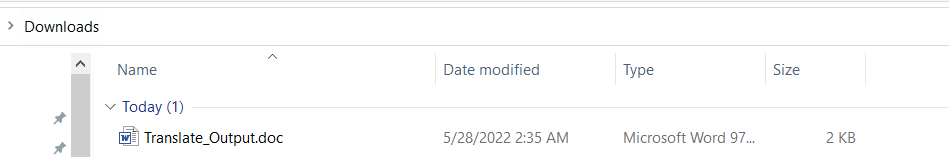 Downloads
Name Date modified Type Size
Today (1)
Translate_Output.doc 5/28/2022 2:35 AM Microsoft Word 97... 2 KB